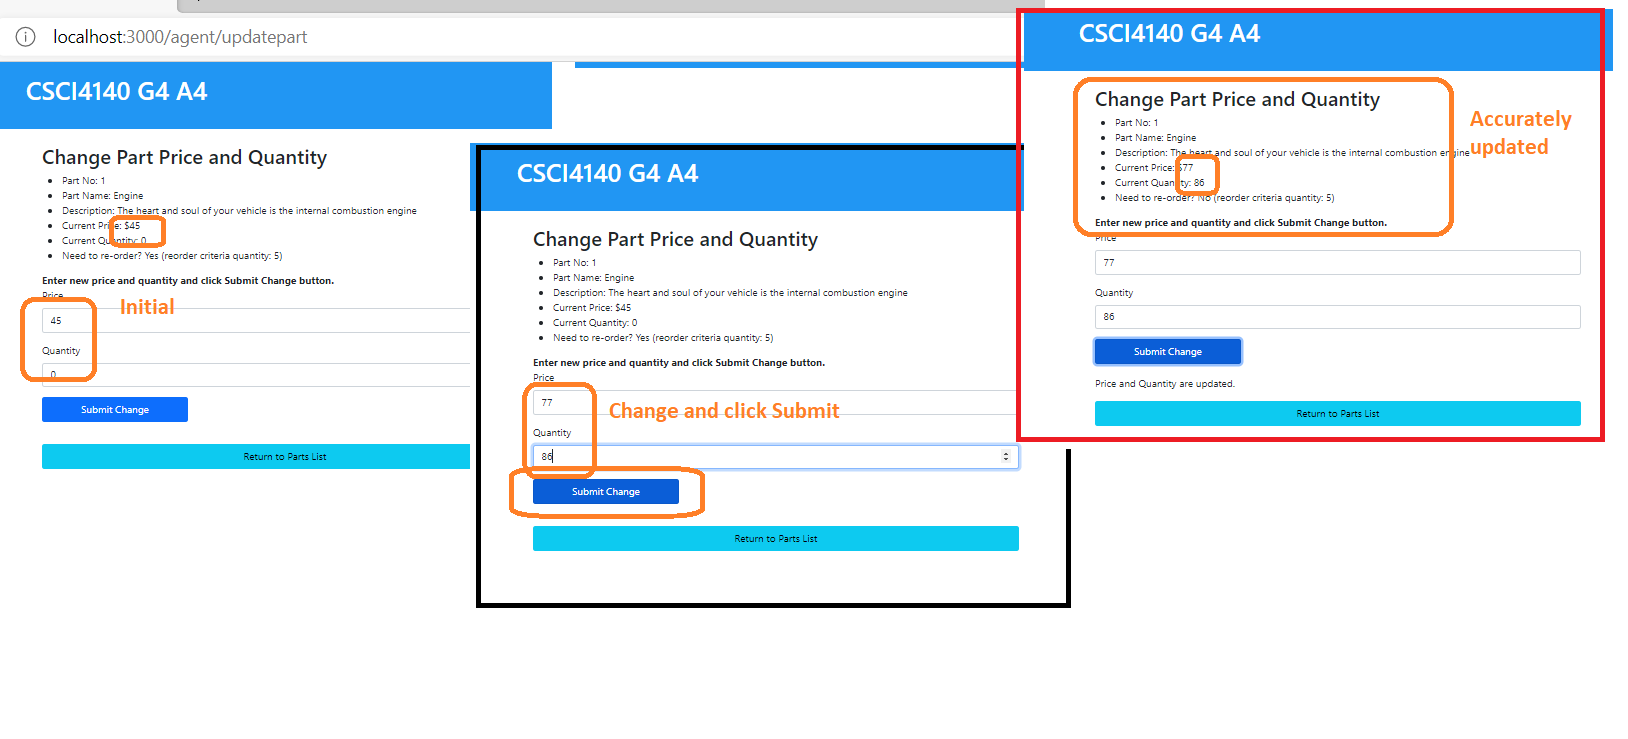 localhost:3000/agent/updatepart
CSCI4140 G4 A4
Change Part Price and Quantity
Part No: 1
Part Name: Engine
Description: The heart and soul of your vehicle is the internal combustion engine
Current Price: $45
Current Quantity: 0
Need to re-order? Yes (reorder criteria quantity: 5)
Enter new price and quantity and click Submit Change button.
Price
Initial
45
Quantity
0
Submit Change
Return to Parts List
CSCI4140 G4 A4
Change Part Price and Quantity
Part No: 1
Part Name: Engine
Description: The heart and soul of your vehicle is the internal combustion engine
Current Price: $45
Current Quantity: 0
Need to re-order? Yes (reorder criteria quantity: 5)
Enter new price and quantity and click Submit Change button.
Price
77
Change and click Submit
Quantity
86
Submit Change
Return to Parts List
CSCI4140 G4 A4
Change Part Price and Quantity
Part No: 1
Part Name: Engine
Description: The heart and soul of your vehicle is the internal combustion engine
Current Price: $77
Current Quantity: 86
Need to re-order? No (reorder criteria quantity: 5)
Accurately
updated
Enter new price and quantity and click Submit Change button.
Price
77
Quantity
86
Submit Change
Price and Quantity are updated.
Return to Parts List